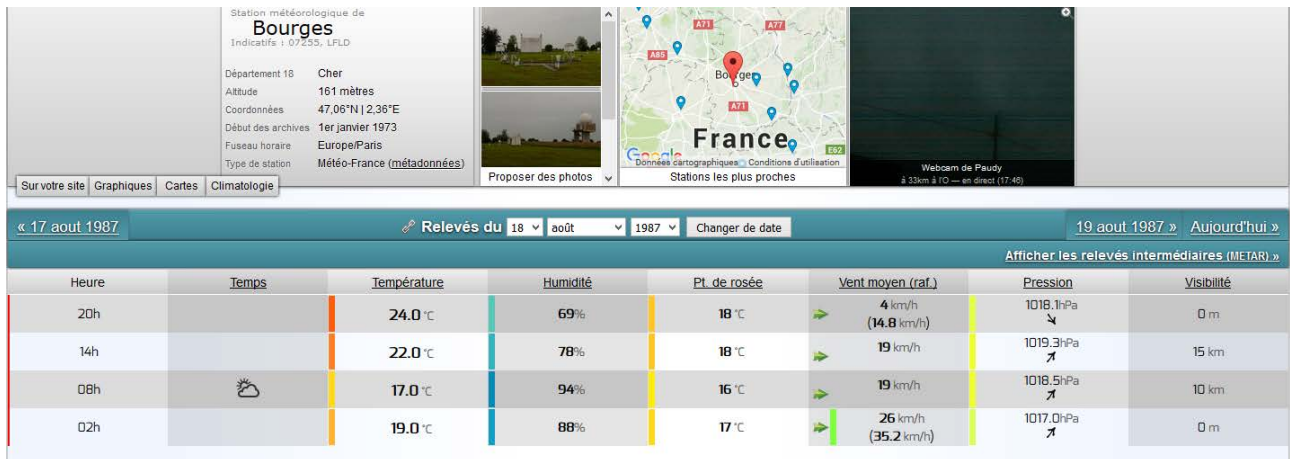 Station météorologique de
Bourges
Indicatifs : 07255, LFLD
Département 18 Cher
Altitude 161 mètres
Coordonnées 47,06°N | 2,36°E
Début des archives 1er janvier 1973
Fuseau horaire Europe/Paris
Type de station Météo-France (métadonnées)
Proposer des photos
A71 A77
A85
Bourges
A71
France
E62
Google Données cartographiques Conditions d'utilisation
Stations les plus proches
Webcam de Paudy
à 33km à l'O — en direct (17:46)
Sur votre site Graphiques Cartes Climatologie
« 17 aout 1987 Relevés du 18 août 1987 Changer de date 19 aout 1987 » Aujourd'hui »
Afficher les relevés intermédiaires (METAR) »
Heure Temps Température Humidité Pt. de rosée Vent moyen (raf.) Pression Visibilité
20h 24.0 °C 69% 18 °C 4 km/h (14.8 km/h) 1018.1hPa 0 m
14h 22.0 °C 78% 18 °C 19 km/h 1019.3hPa 15 km
08h 17.0 °C 94% 16 °C 19 km/h 1018.5hPa 10 km
02h 19.0 °C 88% 17 °C 26 km/h (35.2 km/h) 1017.0hPa 0 m